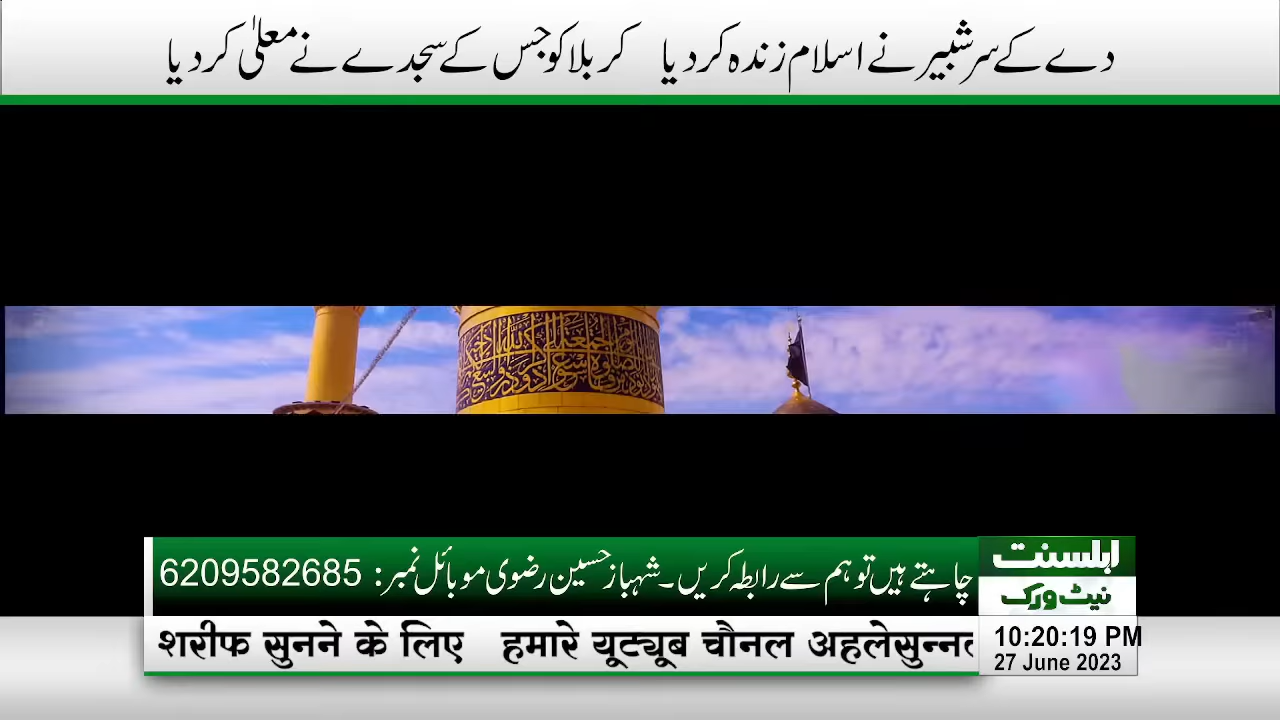 دے کے سر شبیر نے اسلام زندہ کر دیا   کربلا کو جس کے سجدے نے معلیٰ کر دیا
چاہتے ہیں تو ہم سے رابطہ کریں۔ شہباز حسین رضوی موبائل نمبر: 6209582685
اہلسنت
نیٹ ورک
शरीफ सुनने के लिए   हमारे यूट्यूब चौनल अहलेसुन्नत
10:20:19 PM
27 June 2023